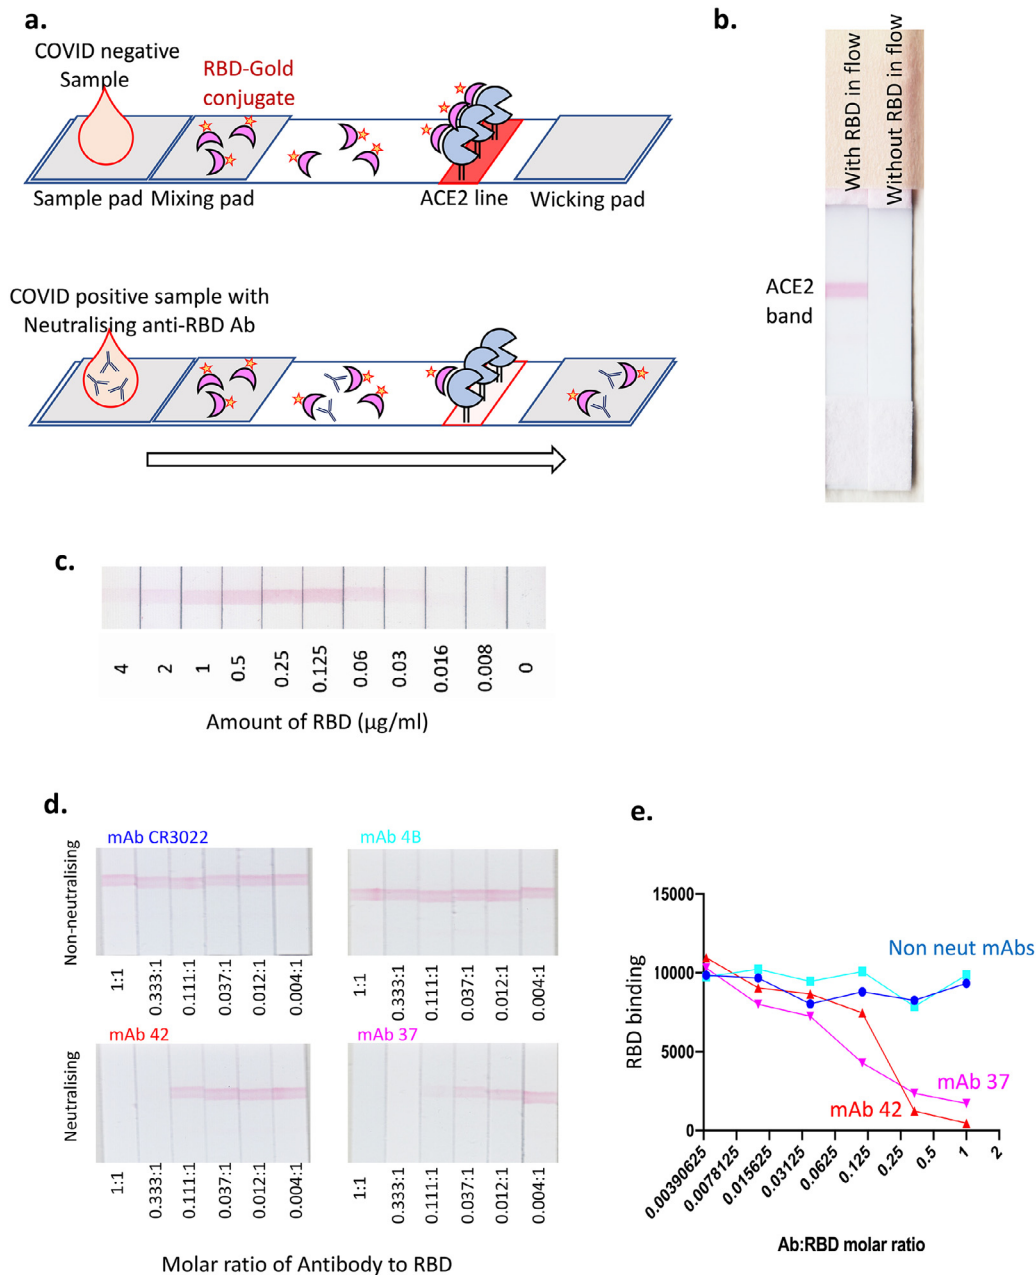 a.
COVID negative
Sample
RBD-Gold
conjugate
Sample pad
Mixing pad
ACE2 line
Wicking pad
COVID positive sample with
Neutralising anti-RBD Ab
b.
With RBD in flow
Without RBD in flow
ACE2
band
c.
4
2
1
0.5
0.25
0.125
0.06
0.03
0.016
0.008
0
Amount of RBD (μg/ml)
d.
Non-neutralising
mAb CR3022
1:1
0.333:1
0.111:1
0.037:1
0.012:1
0.004:1
mAb 4B
1:1
0.333:1
0.111:1
0.037:1
0.012:1
0.004:1
Neutralising
mAb 42
1:1
0.333:1
0.111:1
0.037:1
0.012:1
0.004:1
mAb 37
1:1
0.333:1
0.111:1
0.037:1
0.012:1
0.004:1
Molar ratio of Antibody to RBD
e.
RBD binding
15000
10000
5000
0
Non neut mAbs
mAb 37
mAb 42
0.00390625
0.0078125
0.015625
0.03125
0.0625
0.125
0.25
0.5
1
2
Ab:RBD molar ratio